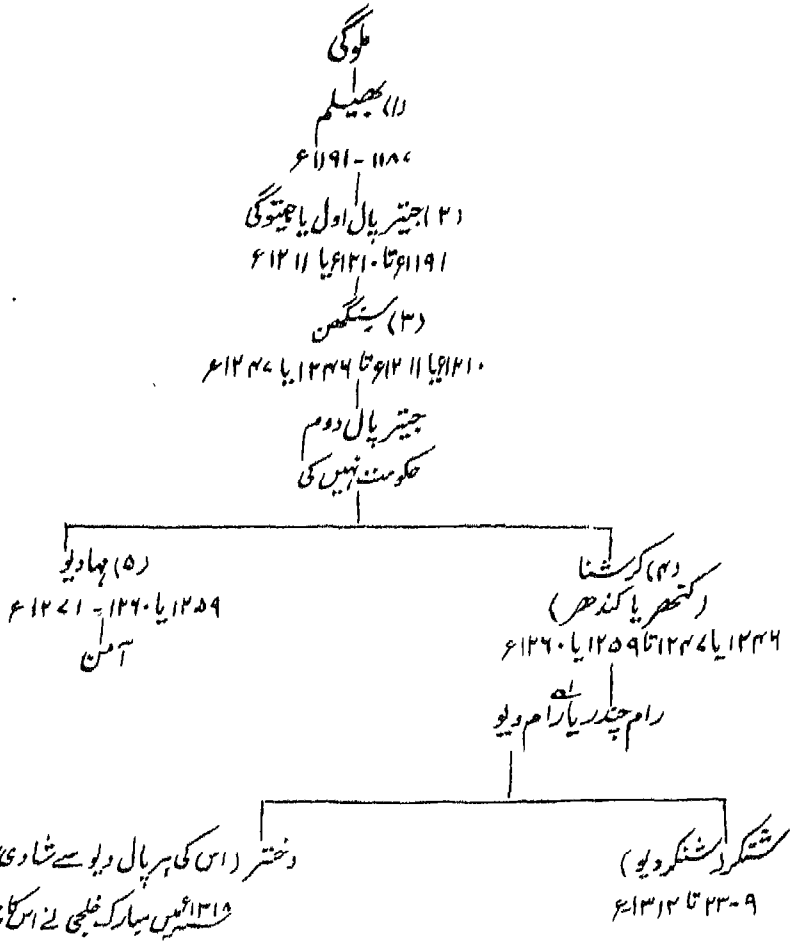 ملوگی
(۱) بھیلم
۱۱۸۷ - ۱۱۹۱ء
(۲) جیتر پال اول یا جیتوگی
۱۱۹۱ء تا ۱۲۱۰ء یا ۱۲۱۱ء
(۳) سینگھن
۱۲۱۰ء یا ۱۲۱۱ء تا ۱۲۴۶ یا ۱۲۴۷ء
جیتر پال دوم
حکومت نہیں کی
(۴) کرشنا
(کنھر یا کندھر)
۱۲۴۶ یا ۱۲۴۷ تا ۱۲۵۹ یا ۱۲۶۰ء
(۵) مہادیو
۱۲۵۹ یا ۱۲۶۰ - ۱۲۷۱ء
آمن
رام چندر یا رام دیو
شنکر (شنکر دیو)
۲۳-۹ تا ۱۳۱۲ء
دختر (اس کی ہرپال دیو سے شادی
۱۳۱۸ء میں مبارک خلجی نے اس کا